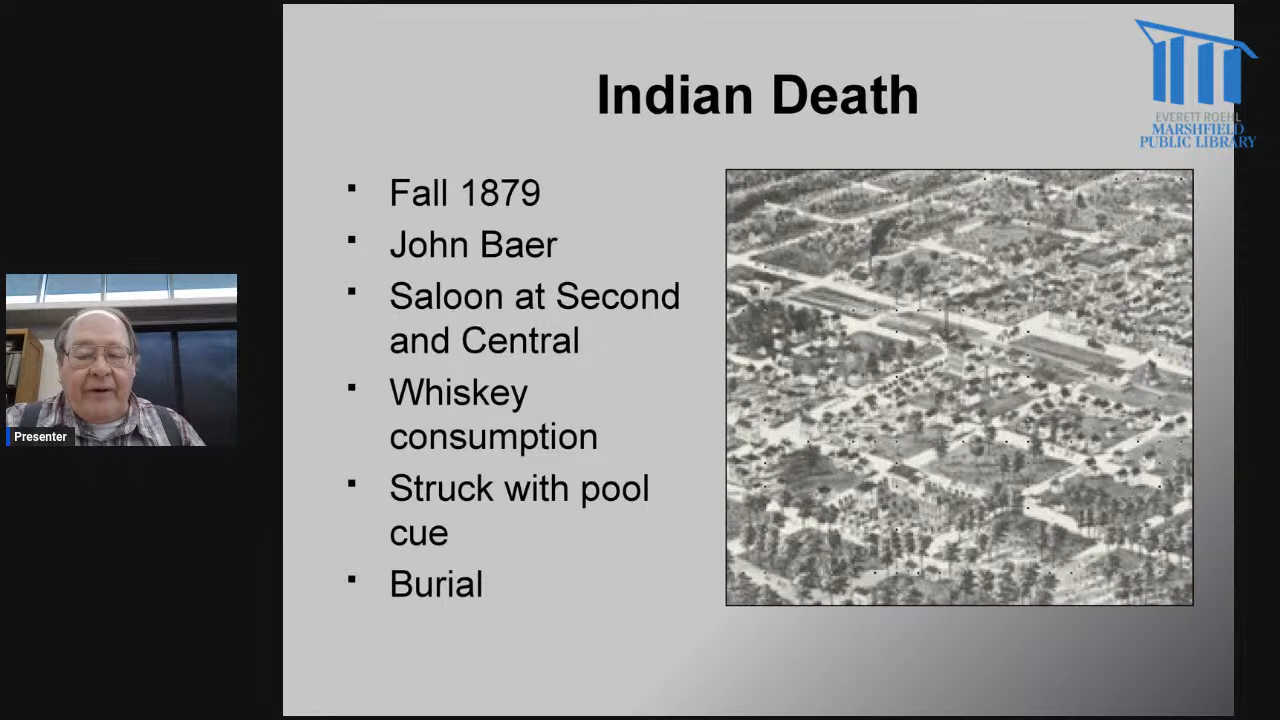 Indian Death
EVERETT ROEHL
MARSHFIELD
PUBLIC LIBRARY
▪ Fall 1879
▪ John Baer
▪ Saloon at Second
and Central
▪ Whiskey
consumption
▪ Struck with pool
cue
▪ Burial
Presenter